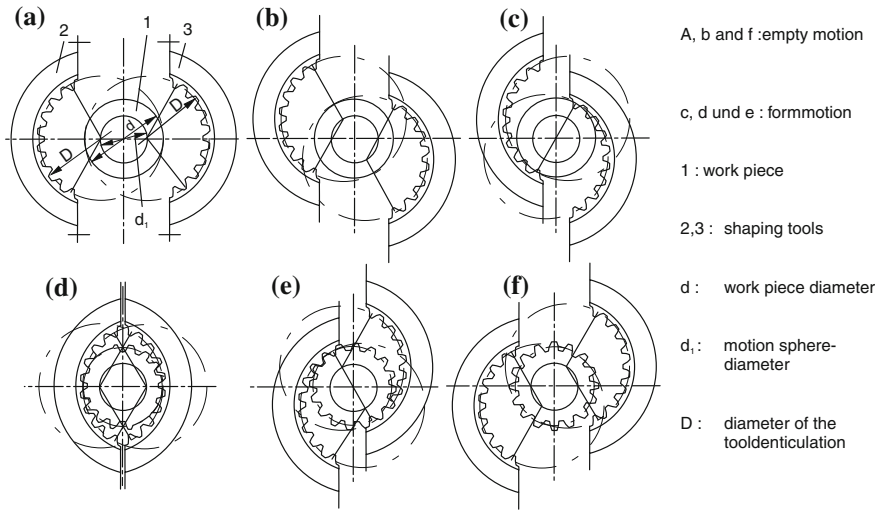 (a)
2
1
3
D
d
D
d₁
(b)
(c)
(d)
(e)
(f)
A, b and f :empty motion
c, d und e : formmotion
1 : work piece
2,3 : shaping tools
d : work piece diameter
d₁ : motion sphere-
diameter
D : diameter of the
tooldenticulation